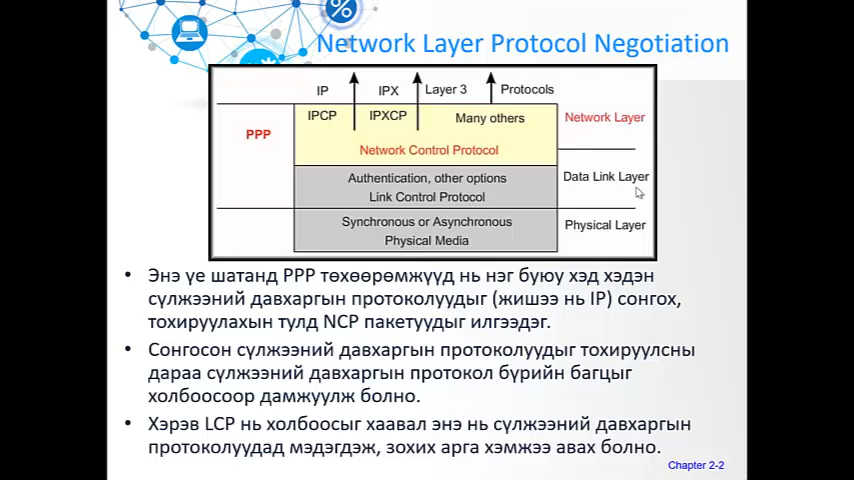 Network Layer Protocol Negotiation
IP IPX Layer 3 Protocols
IPCP IPXCP Many others Network Layer
PPP
Network Control Protocol
Authentication, other options Data Link Layer
Link Control Protocol
Synchronous or Asynchronous Physical Layer
Physical Media
• Энэ үе шатанд PPP төхөөрөмжүүд нь нэг буюу хэд хэдэн
сүлжээний давхаргын протоколуудыг (жишээ нь IP) сонгох,
тохируулахын тулд NCP пакетуудыг илгээдэг.
• Сонгосон сүлжээний давхаргын протоколуудыг тохируулсны
дараа сүлжээний давхаргын протокол бүрийн багцыг
холбоосоор дамжуулж болно.
• Хэрэв LCP нь холбоосыг хаавал энэ нь сүлжээний давхаргын
протоколуудад мэдэгдэж, зохих арга хэмжээ авах болно.
Chapter 2-2